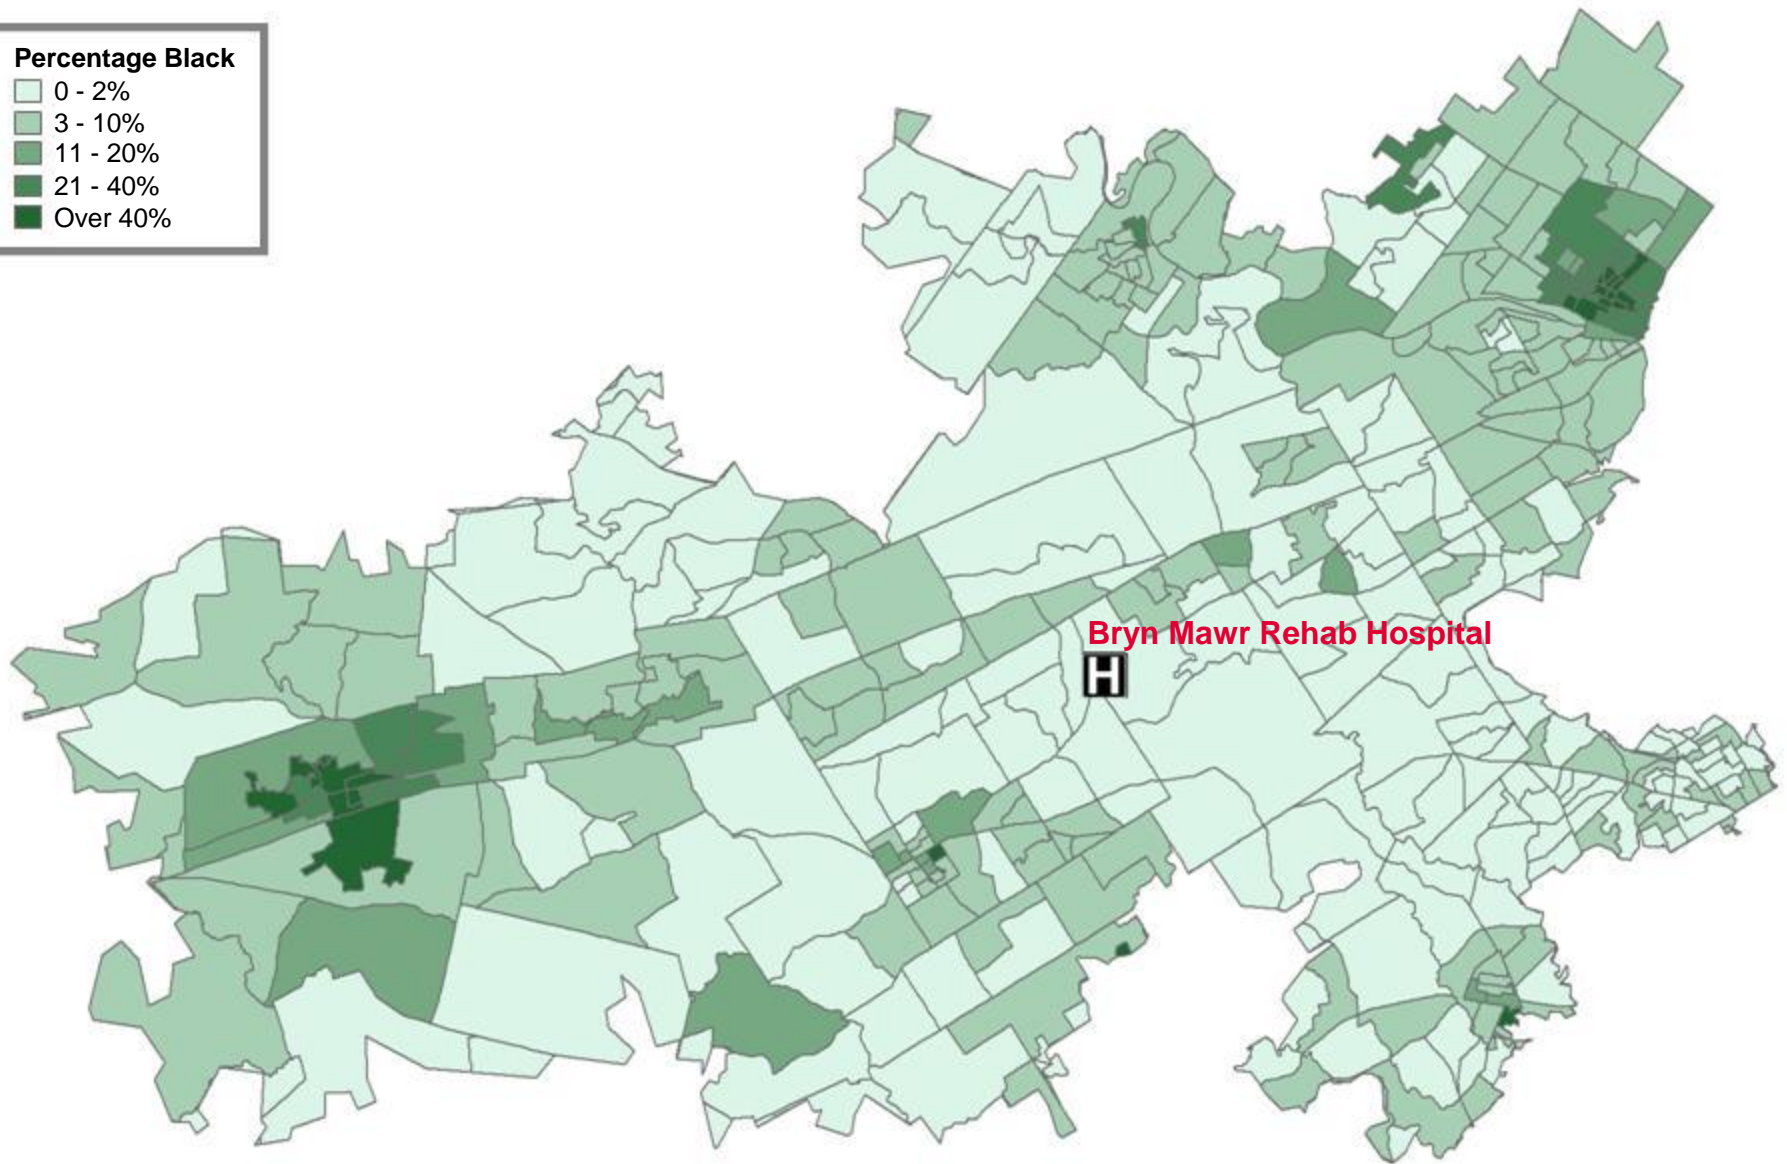 Percentage Black
0 - 2%
3 - 10%
11 - 20%
21 - 40%
Over 40%
Bryn Mawr Rehab Hospital
H